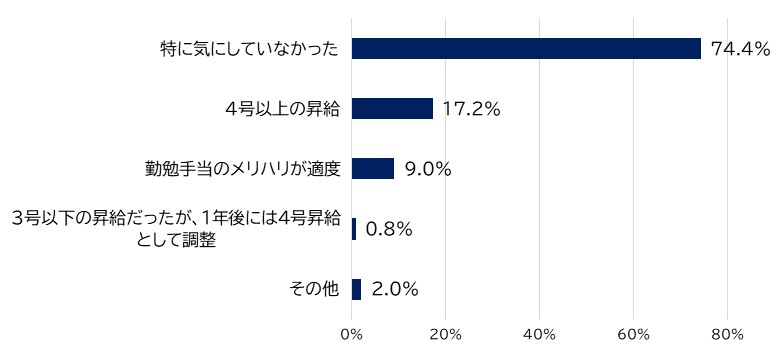 特に気にしていなかった
74.4%
4号以上の昇給
17.2%
勤勉手当のメリハリが適度
9.0%
3号以下の昇給だったが、1年後には4号昇給
として調整
0.8%
その他
2.0%
0%
20%
40%
60%
80%